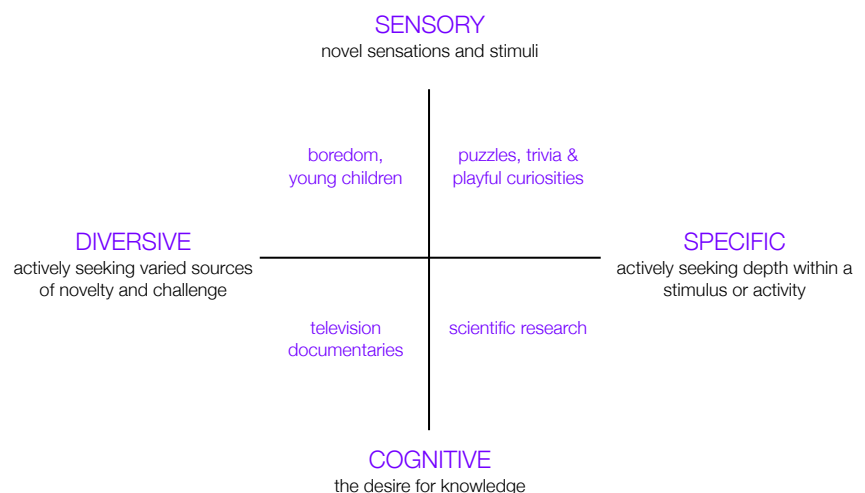 SENSORY
novel sensations and stimuli
boredom,
young children
puzzles, trivia &
playful curiosities
DIVERSIVE
actively seeking varied sources
of novelty and challenge
SPECIFIC
actively seeking depth within a
stimulus or activity
television
documentaries
scientific research
COGNITIVE
the desire for knowledge